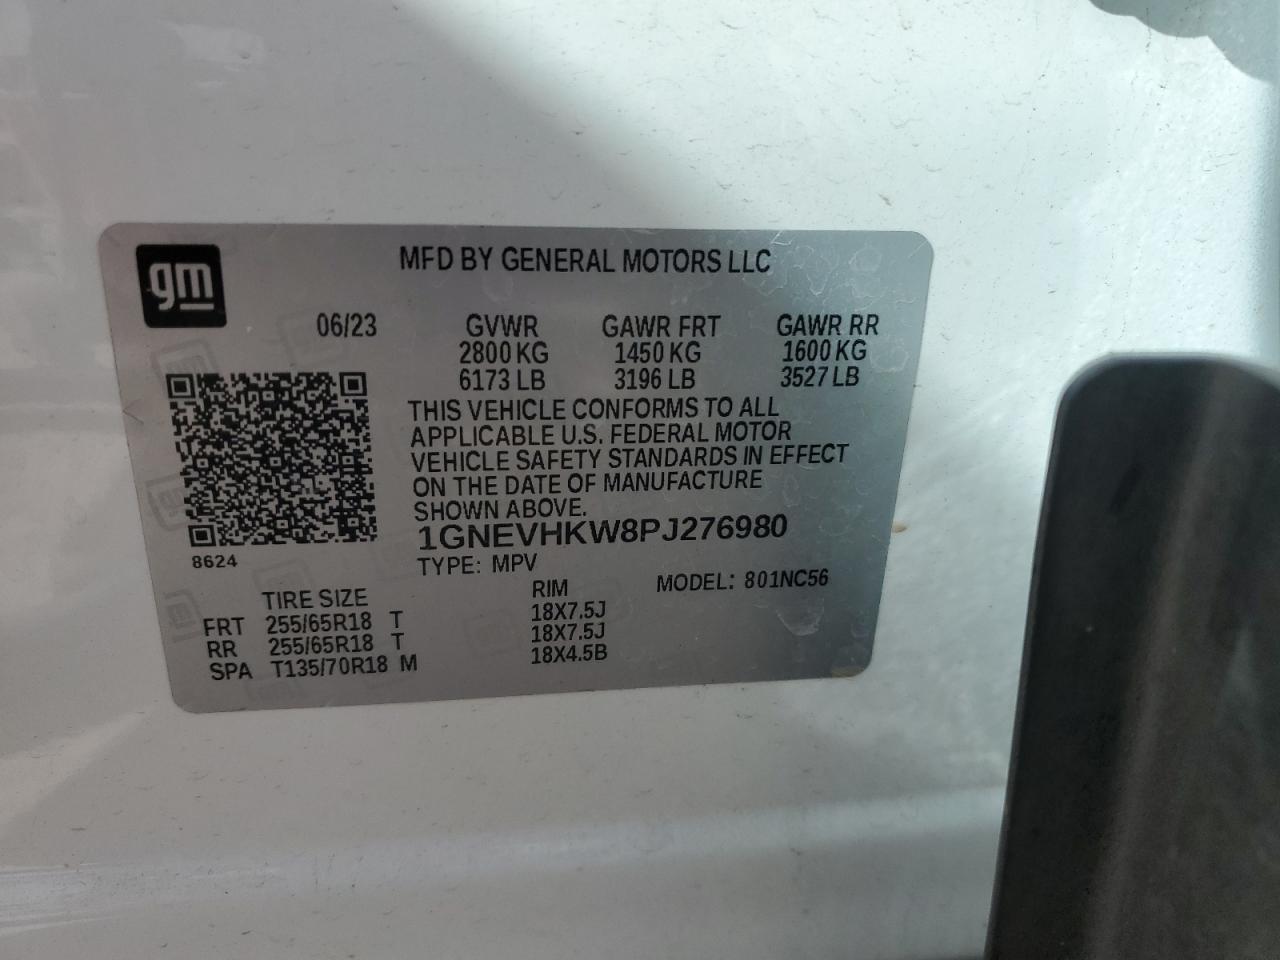 gm
MFD BY GENERAL MOTORS LLC
06/23 GVWR GAWR FRT GAWR RR
2800 KG 1450 KG 1600 KG
6173 LB 3196 LB 3527 LB
THIS VEHICLE CONFORMS TO ALL
APPLICABLE U.S. FEDERAL MOTOR
VEHICLE SAFETY STANDARDS IN EFFECT
ON THE DATE OF MANUFACTURE
SHOWN ABOVE.
1GNEVHKW8PJ276980
8624
TYPE: MPV MODEL: 801NC56
TIRE SIZE RIM
FRT 255/65R18 T 18X7.5J
RR 255/65R18 T 18X7.5J
SPA T135/70R18 M 18X4.5B